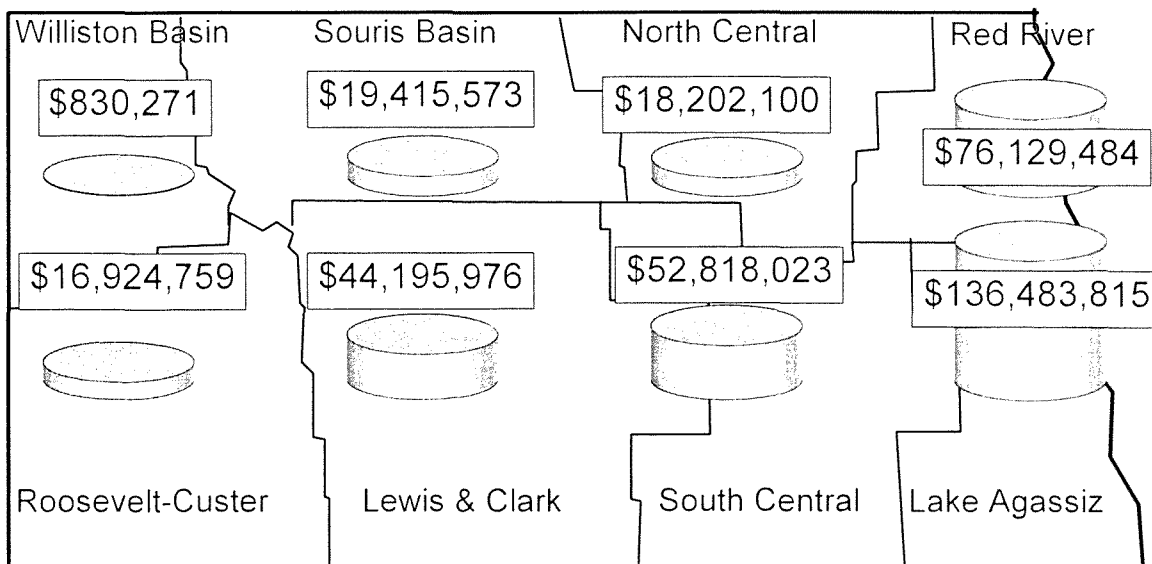 Williston Basin
Souris Basin
North Central
Red River
$830,271
$19,415,573
$18,202,100
$76,129,484
$16,924,759
$44,195,976
$52,818,023
$136,483,815
Roosevelt-Custer
Lewis & Clark
South Central
Lake Agassiz